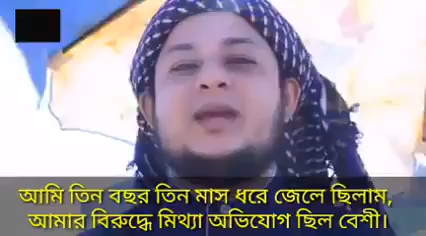 আমি তিন বছর তিন মাস ধরে জেলে ছিলাম,
আমার বিরুদ্ধে মিথ্যা অভিযোগ ছিল বেশী।